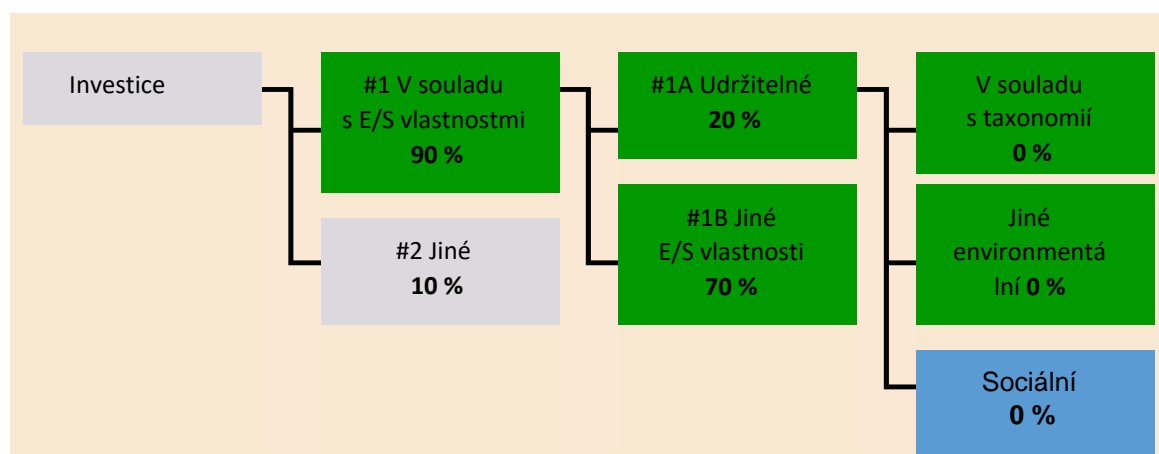 Investice
#1 V souladu
s E/S vlastnostmi
90 %
#2 Jiné
10 %
#1A Udržitelné
20 %
#1B Jiné
E/S vlastnosti
70 %
V souladu
s taxonomií
0 %
Jiné
environmentá
lní 0 %
Sociální
0 %